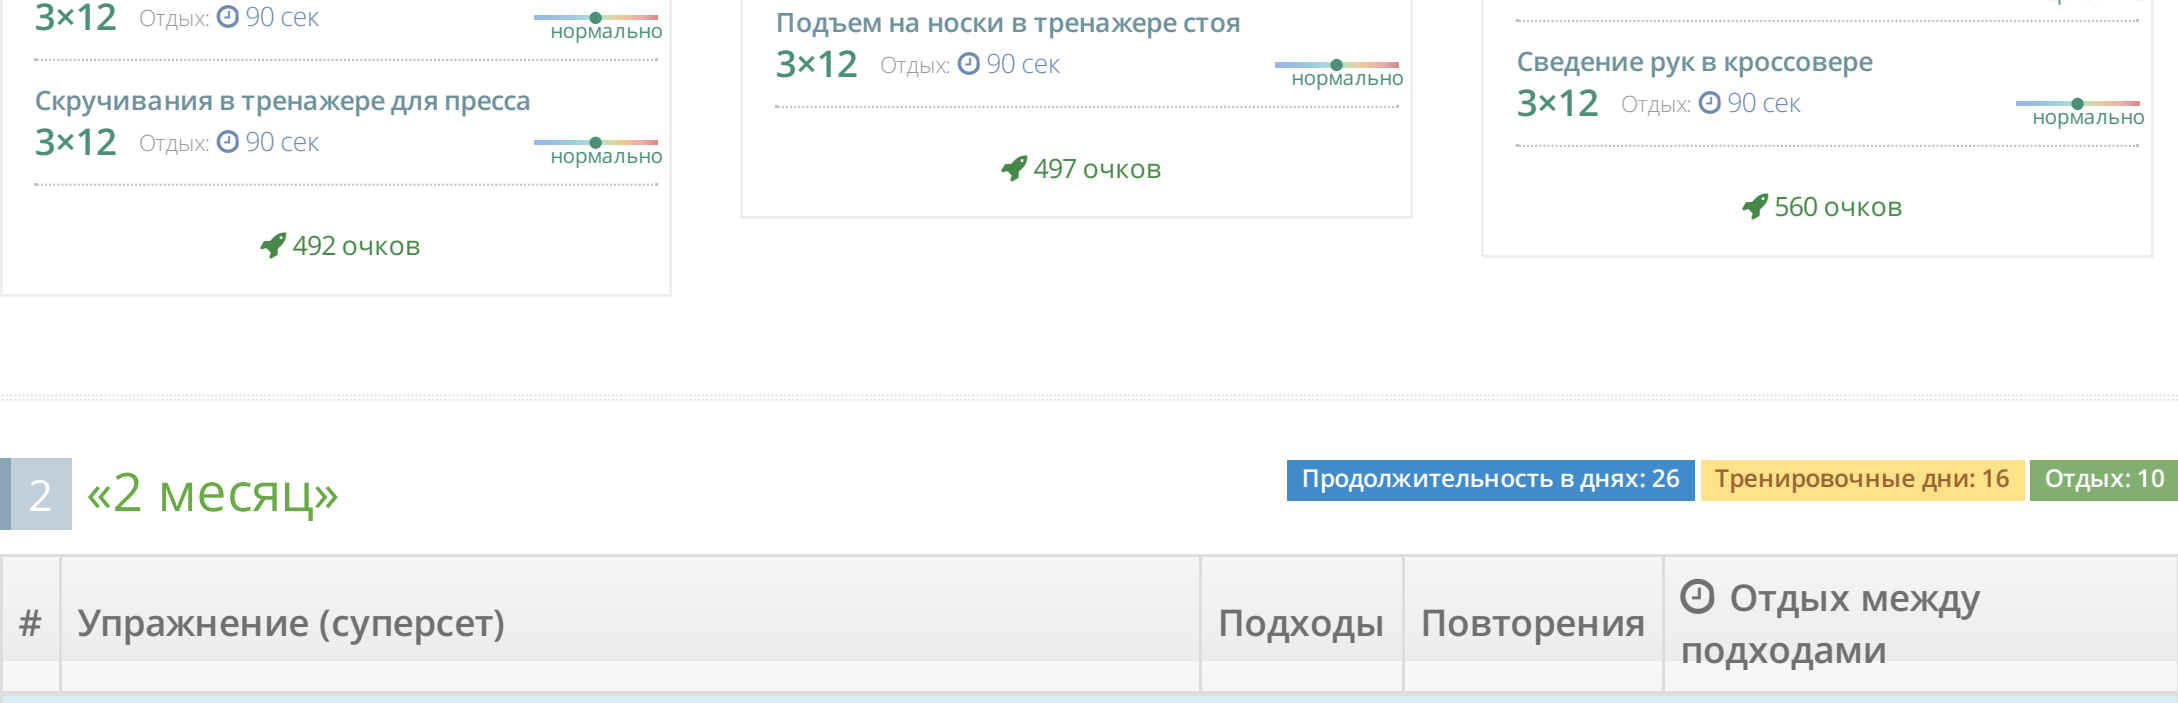 3×12 Отдых: 90 сек
нормально
Скручивания в тренажере для пресса
3×12 Отдых: 90 сек
нормально
492 очков
Подъем на носки в тренажере стоя
3×12 Отдых: 90 сек
нормально
497 очков
Сведение рук в кроссовере
3×12 Отдых: 90 сек
нормально
560 очков
2 «2 месяц»
Продолжительность в днях: 26 Тренировочные дни: 16 Отдых: 10
# Упражнение (суперсет) Подходы Повторения Отдых между
подходами